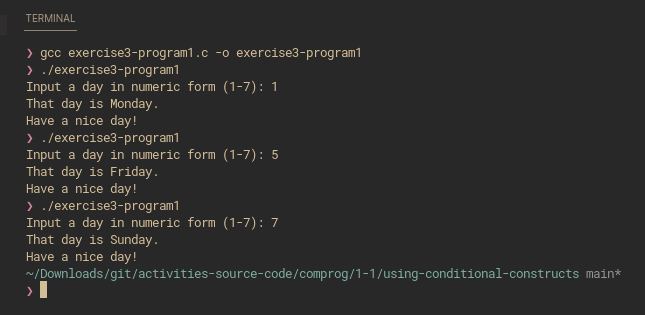 TERMINAL
❯ gcc exercise3-program1.c -o exercise3-program1
❯ ./exercise3-program1
Input a day in numeric form (1-7): 1
That day is Monday.
Have a nice day!
❯ ./exercise3-program1
Input a day in numeric form (1-7): 5
That day is Friday.
Have a nice day!
❯ ./exercise3-program1
Input a day in numeric form (1-7): 7
That day is Sunday.
Have a nice day!
~/Downloads/git/activities-source-code/comprog/1-1/using-conditional-constructs main*
❯